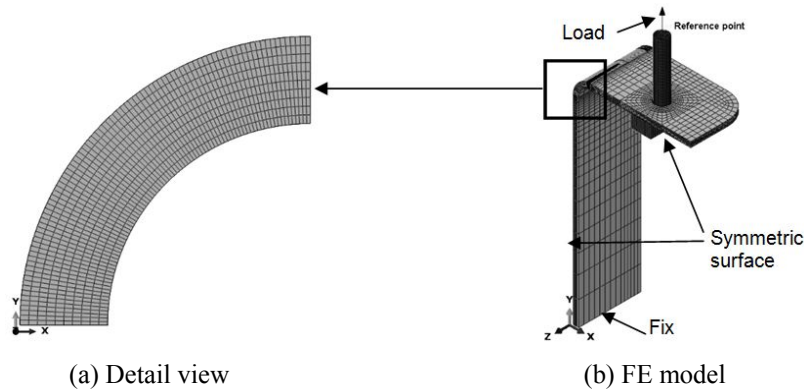 Load
Reference point
Symmetric
surface
Fix
Y
X
Y
Z
X
(a) Detail view
(b) FE model